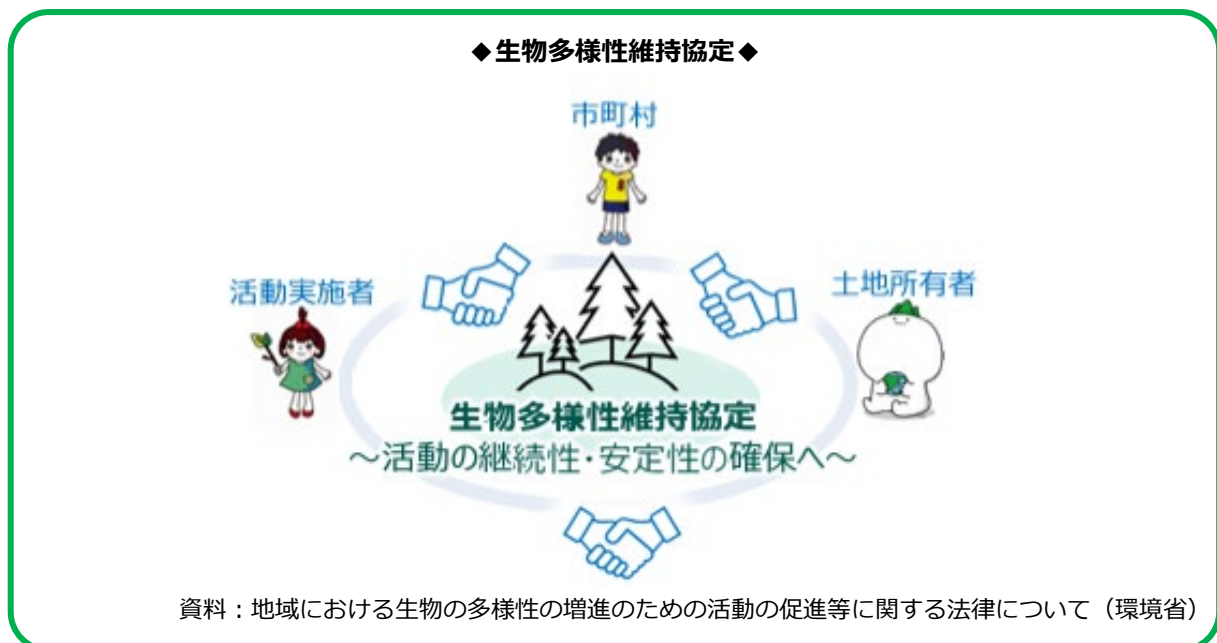 ◆生物多様性維持協定◆
市町村
活動実施者
土地所有者
生物多様性維持協定
～活動の継続性・安定性の確保へ～
資料：地域における生物の多様性の増進のための活動の促進等に関する法律について（環境省）